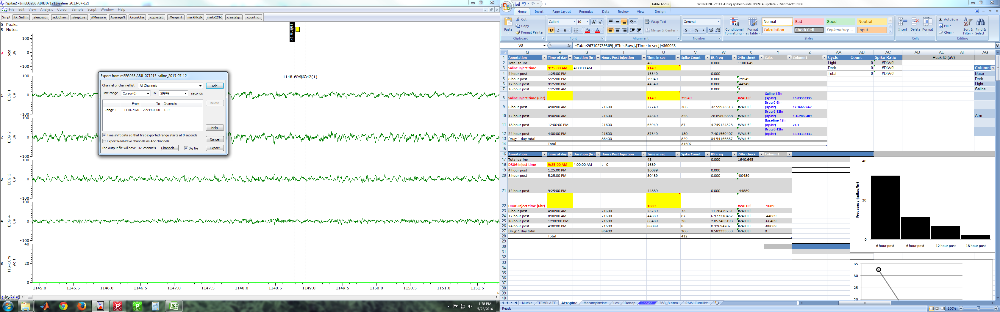 Spike2 - [mEEG268 ABJL 071213-saline_2013-07-12]
File Edit View Analysis Cursor Sample Script Window Help
Script kk_SetTh sleepsco addChan sleepEve WMeasure AverageN CrossCha copystat MergeFil markNR2R markR2NR createSp countTic
6 Peaks
5 Notes
saline IP
100
9 pca uV 0
-100
100
1 EEG 1 uV 0
-100
100
2 EEG 2 uV 0
-100
100
3 EEG 3 uV 0
-100
100
4 EEG 4 uV 0
-100
40
8 IIS-10mi Volt 20
0
1145.0 1145.5 1146.0 1146.5 1147.0 1147.5 1148.0 1148.5 1149.0 1149.5 1150.0 1150.5 1151.0 1151.5
s
Export from mEEG268 ABJL 071213-saline_2013-07-12
Channel or channel list All Channels Add
Time range Cursor(0) To 29949 seconds
From To Channels Delete
Range 1 1148.7870 29949.0000 1..9
Help
Time shift data so that first exported range starts at 0 seconds
Export RealWave channels as Adc channels Cancel
The output file will have 32 channels Channels... Big file Export
1:38 PM
5/22/2014
Table Tools
WORKING of KK-Drug spikecounts_050914 update - Microsoft Excel
Home Insert Page Layout Formulas Data Review View Design
Paste Cut Copy Format Painter Clipboard
Calibri 10 B I U Font
Wrap Text Merge & Center Alignment
General $ % , Number
Conditional Formatting Format as Table
Normal Bad Good Neutral
Calculation Check Cell Explanatory ... Input
Styles
Insert Delete Format Cells
AutoSum Fill Clear Sort & Filter Find & Select Editing
V8 fx =Table267102739369[[#This Row],[Time in sec]]+3600*8
Q R S T U V W X Y Z AA AB AC AD AE AF AG
1 Annotation Time of day Duration (hr) Hours Post Injection Time in sec Spike Count IIS Freq 24hr check Calcs Column1 Cycle Count Spike Ratio Peak ID (uV)
2 Total saline 48 0.000 1100.645 Light 0 #DIV/0!
3 Saline Inject time 9:25:00 AM 4:00:00 AM 1149 Dark 0 #DIV/0! Column1
4 4 hour post 1:25:00 PM 15549 0.000 Total 0 #DIV/0! Base
5 8 hour post 5:25:00 PM 29949 0.000 -29949 Dark
6 12 hour post 9:25:00 PM 44349 0.000 -44349 Light
7 16 hour post 1:25:00 AM 0.000 0 Saline
8 Saline Inject time (6hr) 1149 29949 #VALUE! Saline 12hr (sp/hr) 46.83333333
9 6 hour post 4:00:00 AM 21600 22749 206 32.59923513 #VALUE! Drug 0-6hr (sp/hr) 12.16666667
10 12 hour post 8:00:00 AM 21600 44349 356 28.89805858 #VALUE! Drug 6-12hr (sp/hr) 1.162868409 Atro
11 18 hour post 12:00:00 PM 21600 65949 87 4.749124323 #VALUE! Baseline 12hr (sp/hr) 21.1
12 24 hour post 4:00:00 PM 21600 87549 180 7.401569407 #VALUE! Drug 0-12hr (sp/hr) 13.33333333
13 Drug: 1 day total 86400 829 34.54166667 #VALUE!
14 Total 31607
15
16 Annotation Time of day Duration (hr) Hours Post Injection Time in sec Spike Count IIS Freq 24hr check Column1
17 Total saline 48 0.000 1640.645
18 DRUG Inject time 9:25:00 AM 4:00:00 AM t = 0 1689
19 4 hour post 1:25:00 PM 16089 0.000
20 8 hour post 5:25:00 PM 30489 0.000 -30489
21 12 hour post 9:25:00 PM 44889 0.000 -44889
22 DRUG Inject time (6hr) 1689 #VALUE! -1689
23 6 hour post 4:00:00 AM 21600 23289 73 11.28429731 #VALUE!
24 12 hour post 8:00:00 AM 21600 44889 87 6.977210452 #VALUE! -44889
25 18 hour post 12:00:00 PM 21600 66489 38 2.057483193 #VALUE! -66489
26 24 hour post 4:00:00 PM 21600 88089 8 0.32694207 #VALUE! -88089
27 Drug: 1 day total 86400 206 8.583333333 #VALUE! 0
28 Total 412
29
30
31
32
33
34
35
36
37
38
39
40
Frequency (spikes/hr)
40
20
0
6 hour post 6 hour post 12 hour post 18 hour post
35
30
25
20
Mucke TEMPLATE Atropine Mecamylamine Lev Donep Pooled 268_8.4mo RAW CumHist
Ready 100%